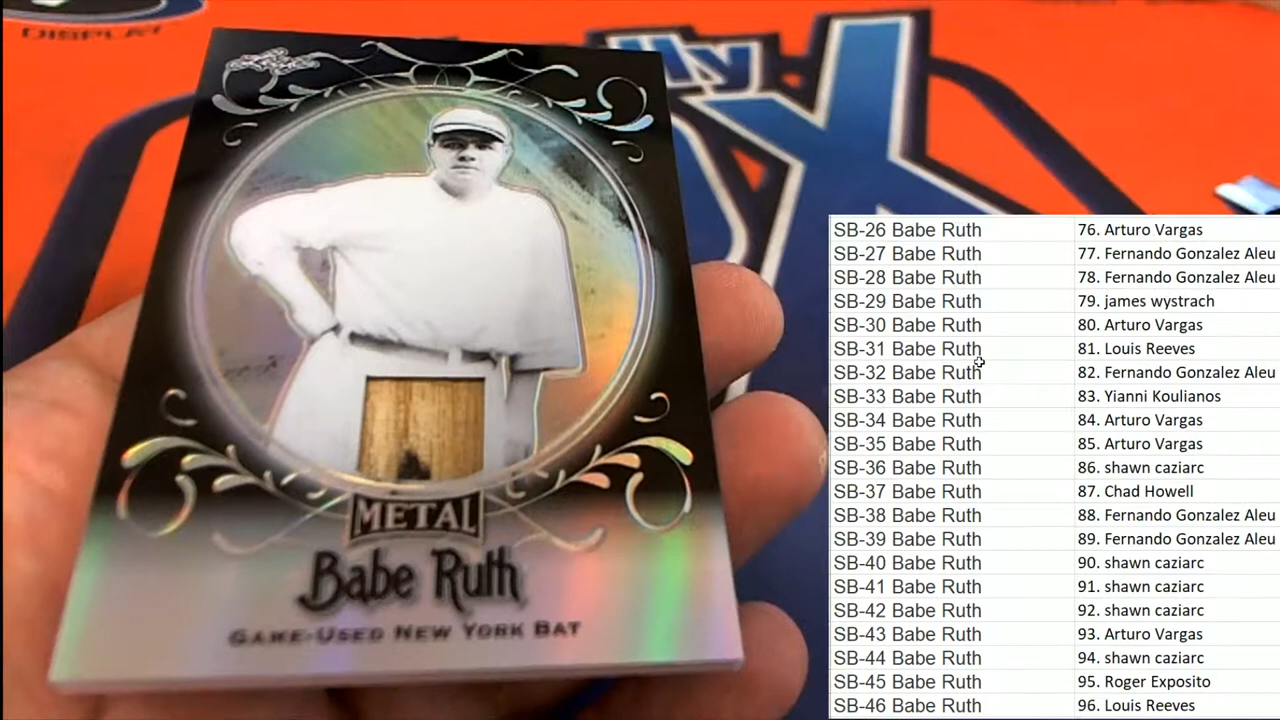 DISPLAY
Leaf
lly
METAL
Babe Ruth
GAME-USED NEW YORK BAT
SB-26 Babe Ruth 76. Arturo Vargas
SB-27 Babe Ruth 77. Fernando Gonzalez Aleu
SB-28 Babe Ruth 78. Fernando Gonzalez Aleu
SB-29 Babe Ruth 79. james wystrach
SB-30 Babe Ruth 80. Arturo Vargas
SB-31 Babe Ruth 81. Louis Reeves
SB-32 Babe Ruth 82. Fernando Gonzalez Aleu
SB-33 Babe Ruth 83. Yianni Koulianos
SB-34 Babe Ruth 84. Arturo Vargas
SB-35 Babe Ruth 85. Arturo Vargas
SB-36 Babe Ruth 86. shawn caziarc
SB-37 Babe Ruth 87. Chad Howell
SB-38 Babe Ruth 88. Fernando Gonzalez Aleu
SB-39 Babe Ruth 89. Fernando Gonzalez Aleu
SB-40 Babe Ruth 90. shawn caziarc
SB-41 Babe Ruth 91. shawn caziarc
SB-42 Babe Ruth 92. shawn caziarc
SB-43 Babe Ruth 93. Arturo Vargas
SB-44 Babe Ruth 94. shawn caziarc
SB-45 Babe Ruth 95. Roger Exposito
SB-46 Babe Ruth 96. Louis Reeves